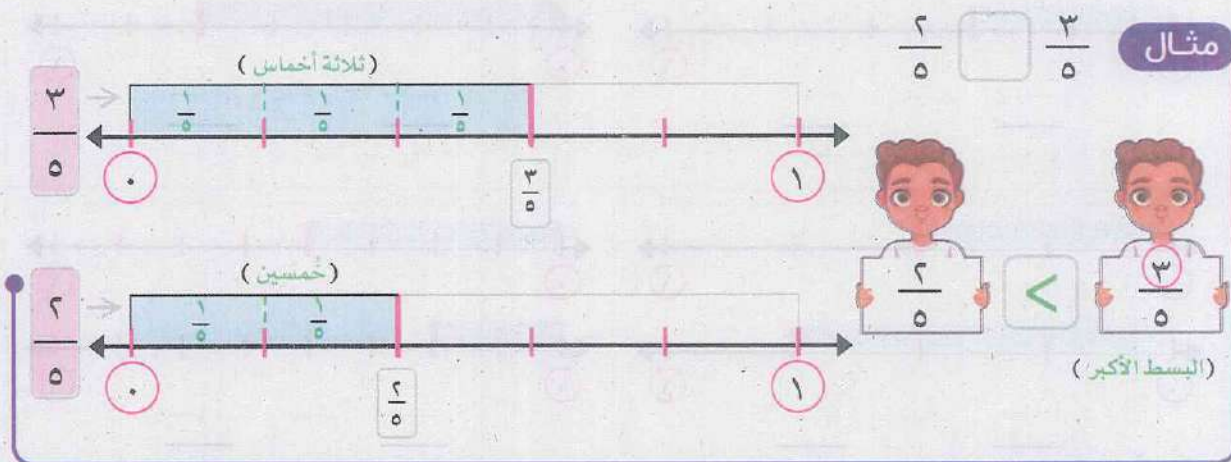 مثال
٣/٥ ٢/٥
(ثلاثة أخماس)
٣/٥
١/٥ ١/٥ ١/٥
٠ ٣/٥ ١
٣/٥ < ٢/٥
(البسط الأكبر)
(خُمسين)
٢/٥
١/٥ ١/٥
٠ ٢/٥ ١